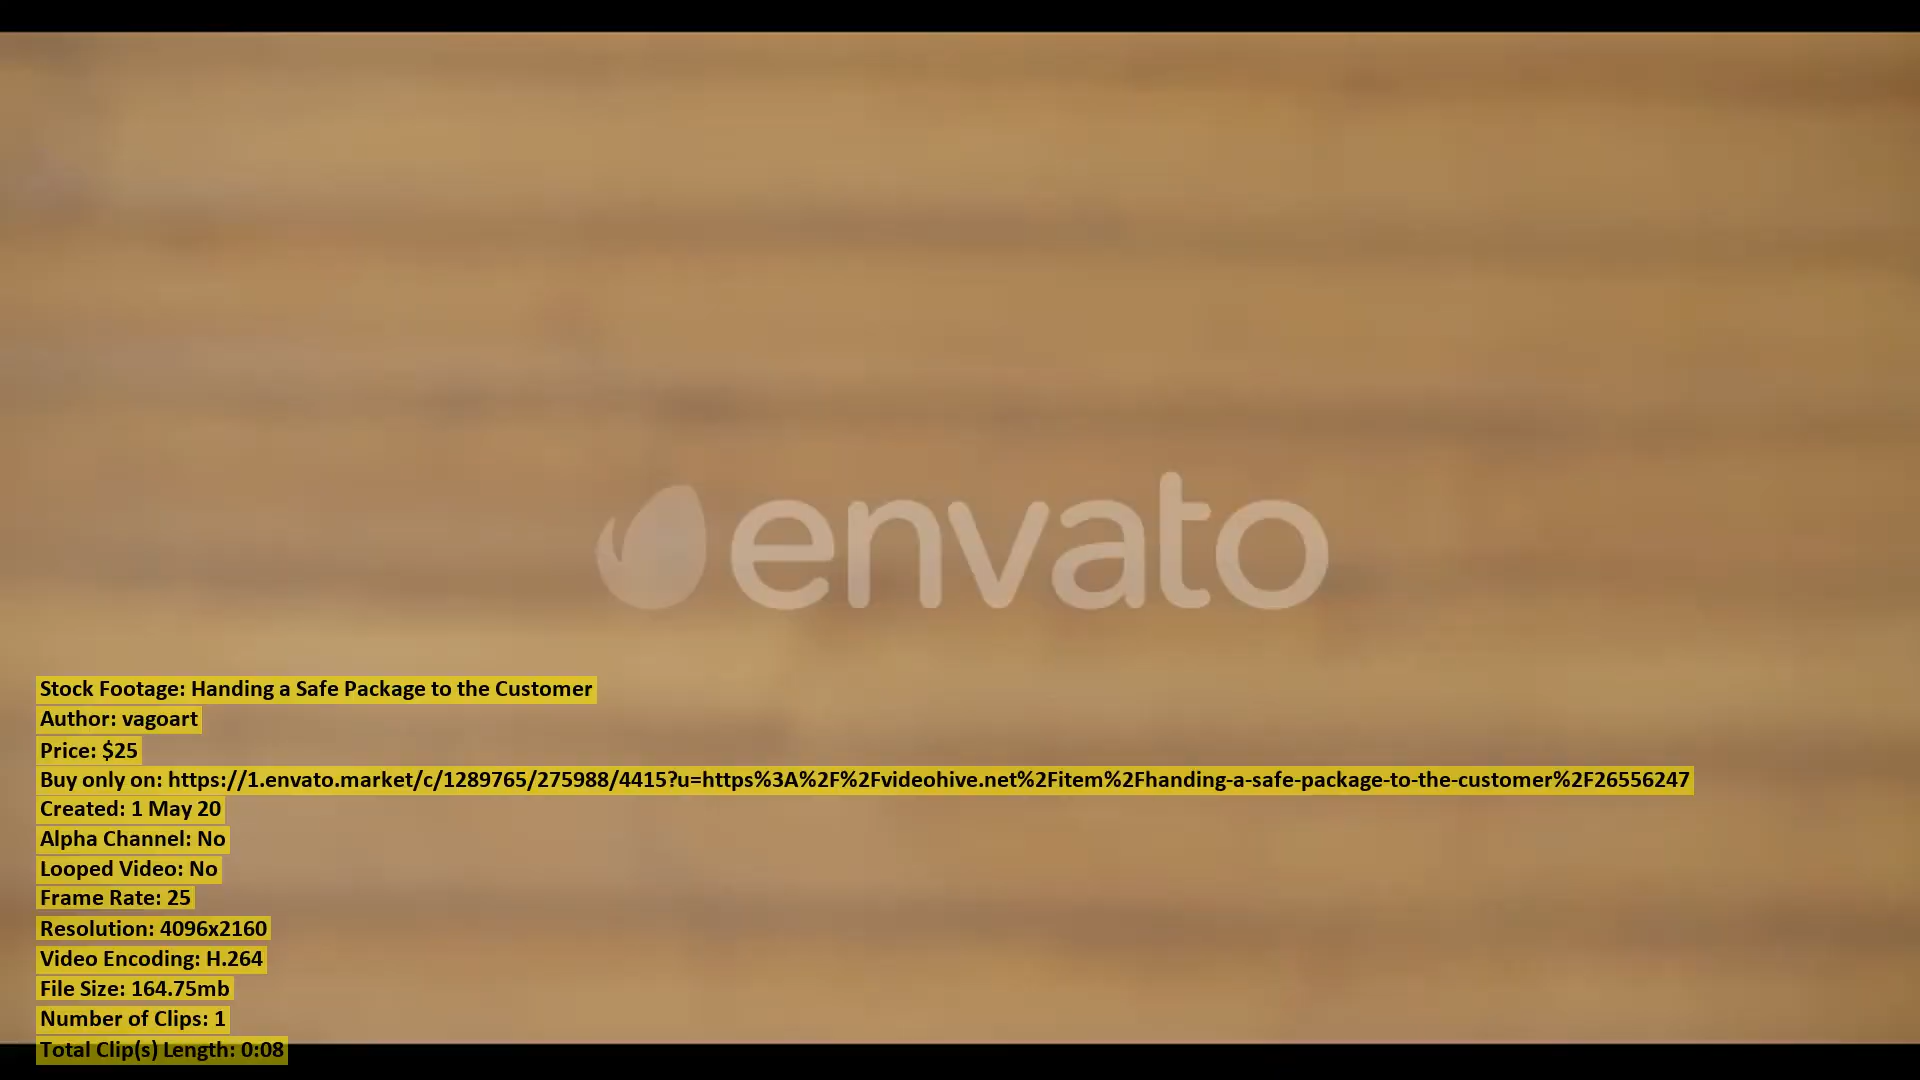 envato
Stock Footage: Handing a Safe Package to the Customer
Author: vagoart
Price: $25
Buy only on: https://1.envato.market/c/1289765/275988/4415?u=https%3A%2F%2Fvideohive.net%2Fitem%2Fhanding-a-safe-package-to-the-customer%2F26556247
Created: 1 May 20
Alpha Channel: No
Looped Video: No
Frame Rate: 25
Resolution: 4096x2160
Video Encoding: H.264
File Size: 164.75mb
Number of Clips: 1
Total Clip(s) Length: 0:08